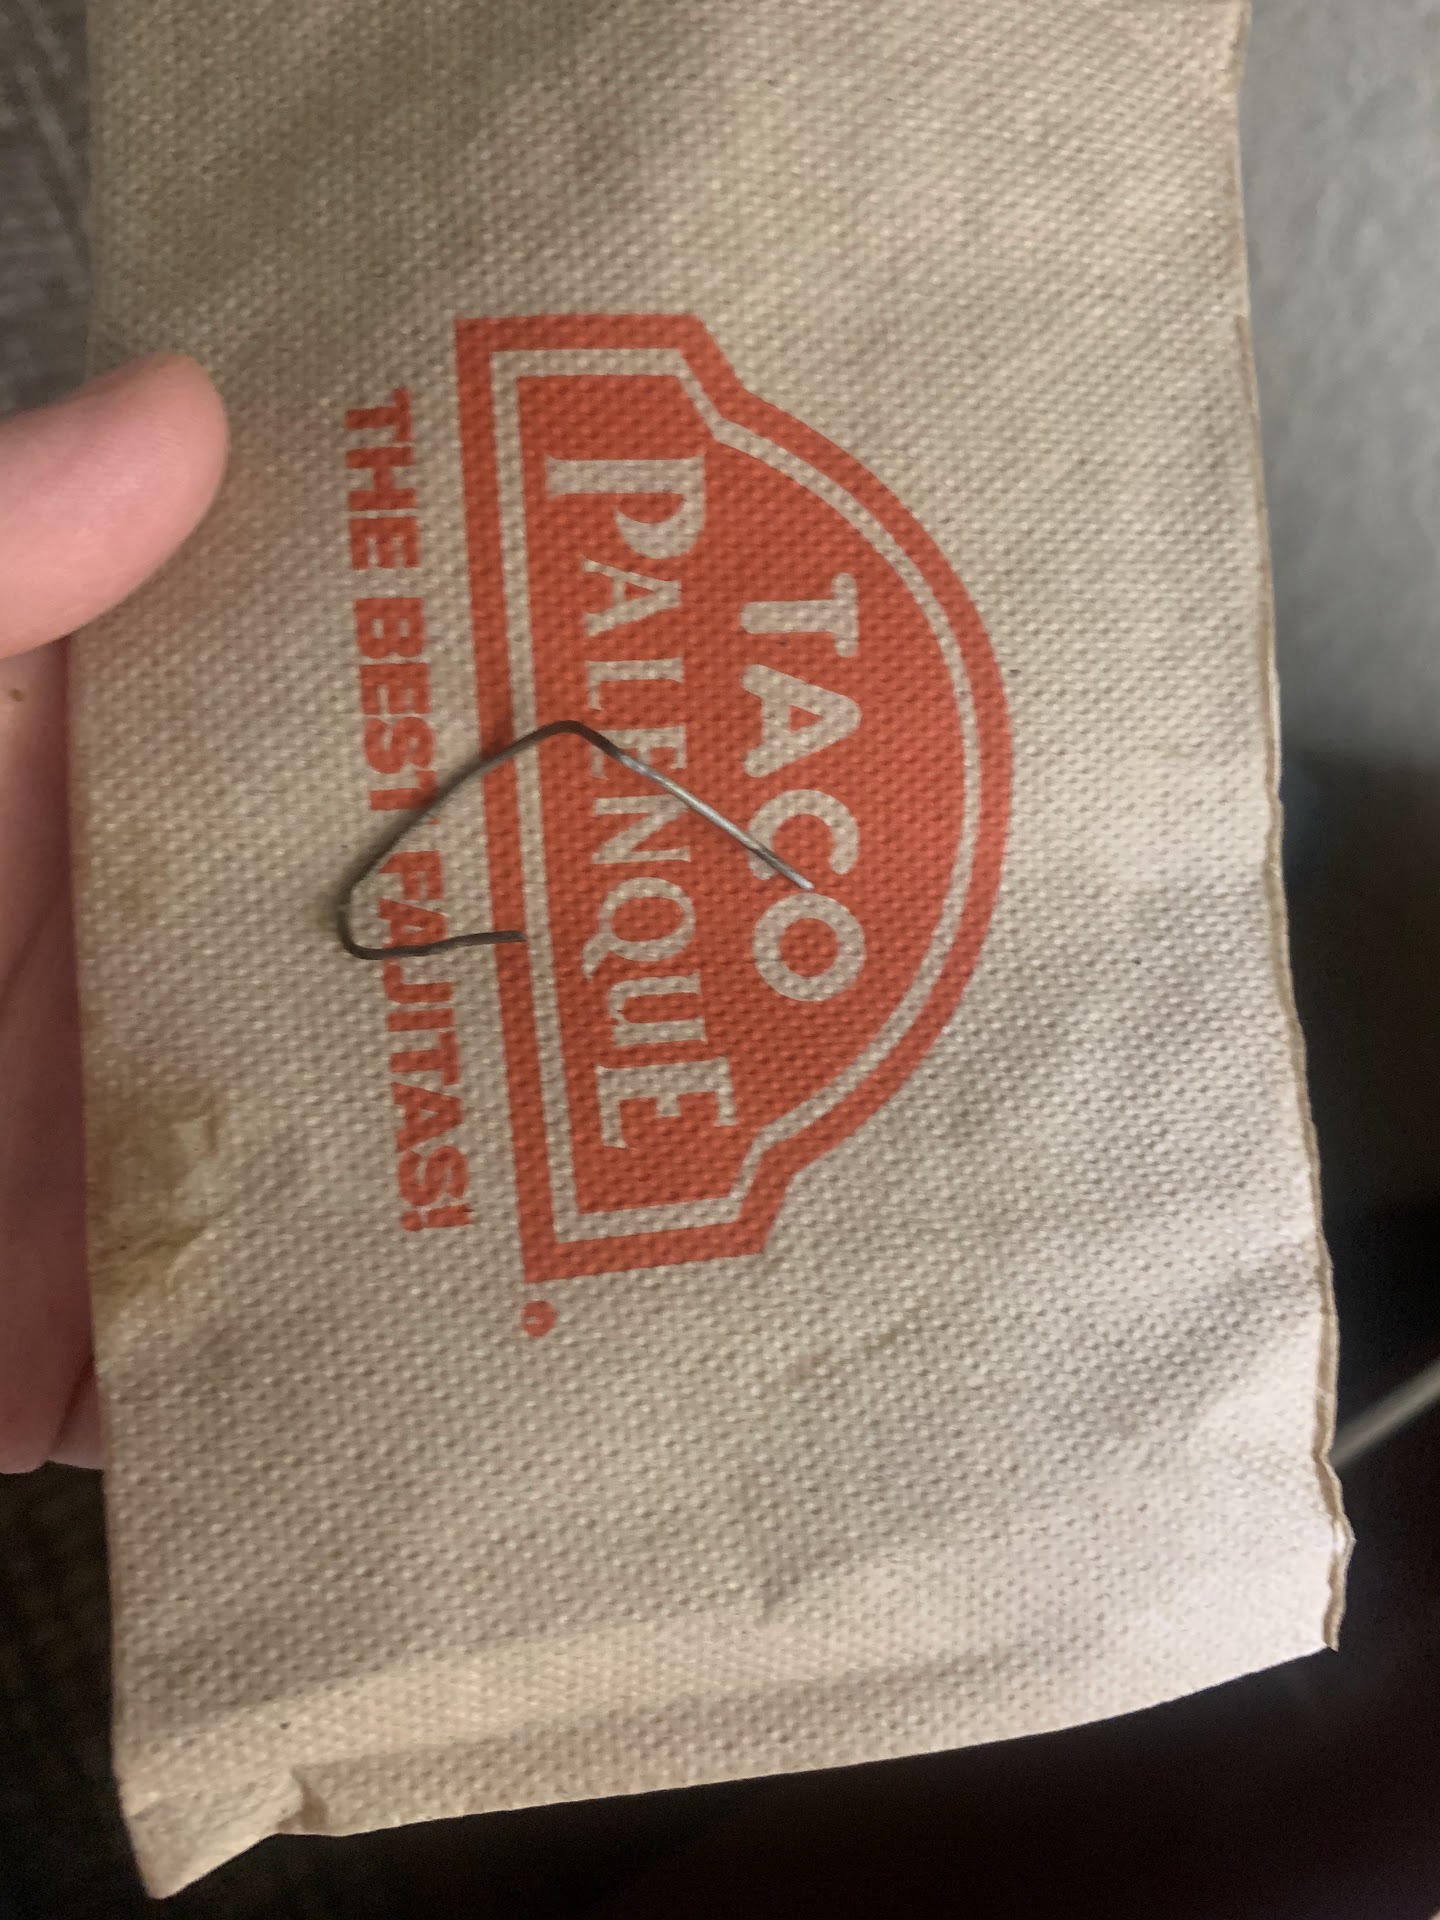 TACO
PALENQUE
THE BEST FAJITAS!